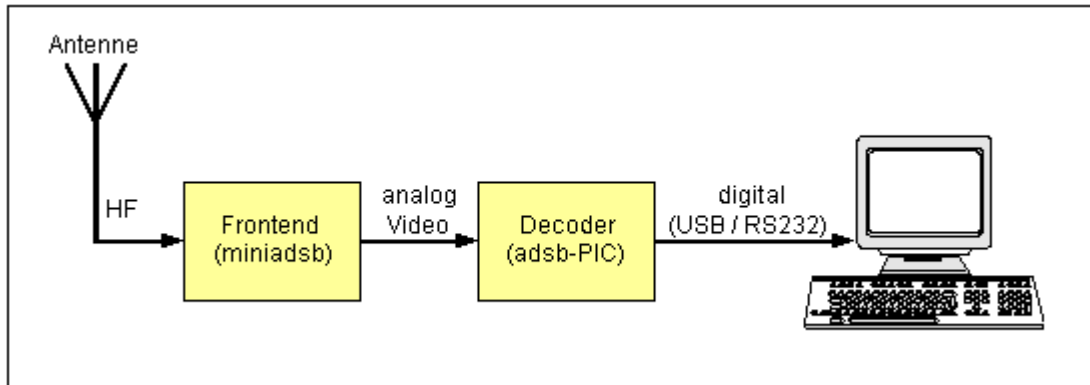 Antenne
HF
Frontend
(miniadsb)
analog
Video
Decoder
(adsb-PIC)
digital
(USB / RS232)